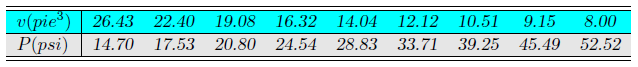 v(pie³) 26.43 22.40 19.08 16.32 14.04 12.12 10.51 9.15 8.00
P(psi) 14.70 17.53 20.80 24.54 28.83 33.71 39.25 45.49 52.52